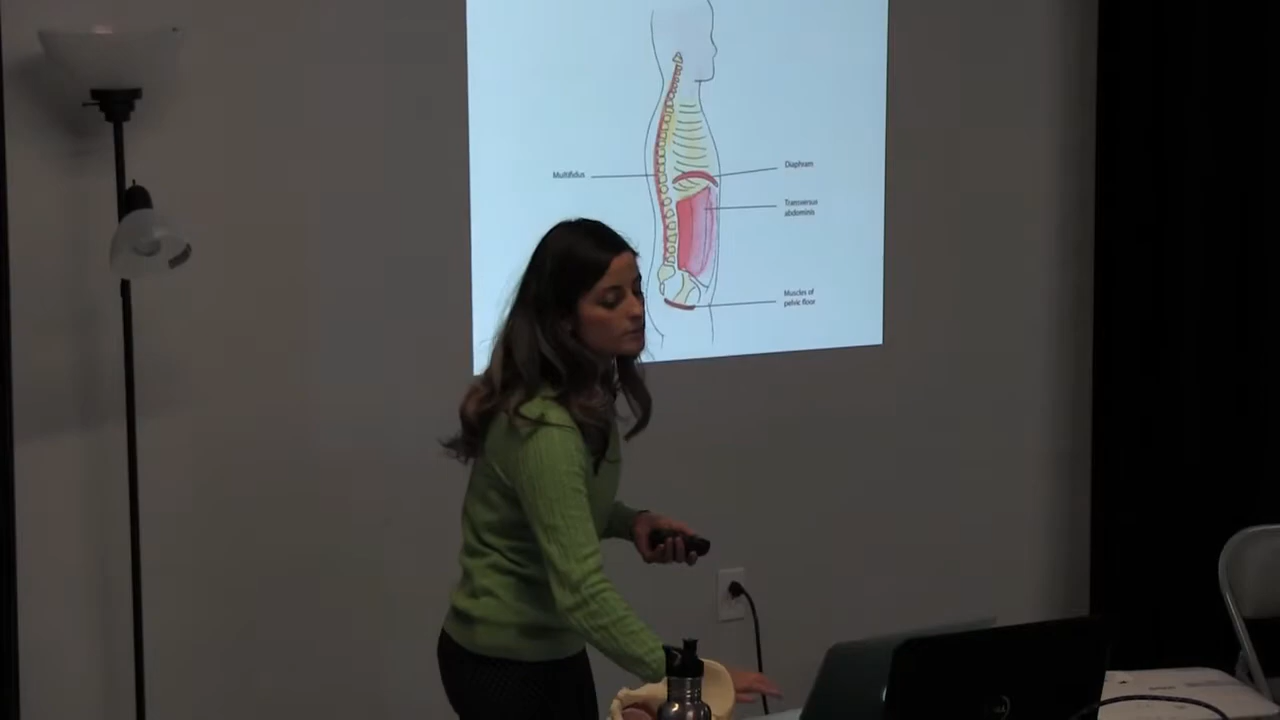 Multifidus
Diaphram
Transversus
abdominis
Muscles of
pelvic floor